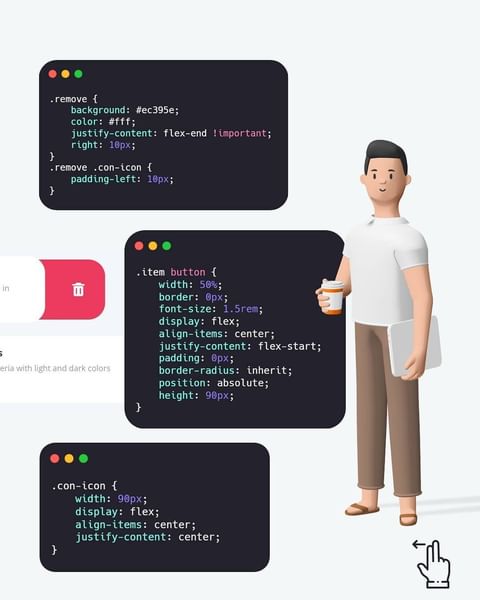 .remove {
background: #ec395e;
color: #fff;
justify-content: flex-end !important;
right: 10px;
}
.remove .con-icon {
padding-left: 10px;
}
in
.item button {
width: 50%;
border: 0px;
font-size: 1.5rem;
display: flex;
align-items: center;
justify-content: flex-start;
padding: 0px;
border-radius: inherit;
position: absolute;
height: 90px;
}
s
eria with light and dark colors
.con-icon {
width: 90px;
display: flex;
align-items: center;
justify-content: center;
}